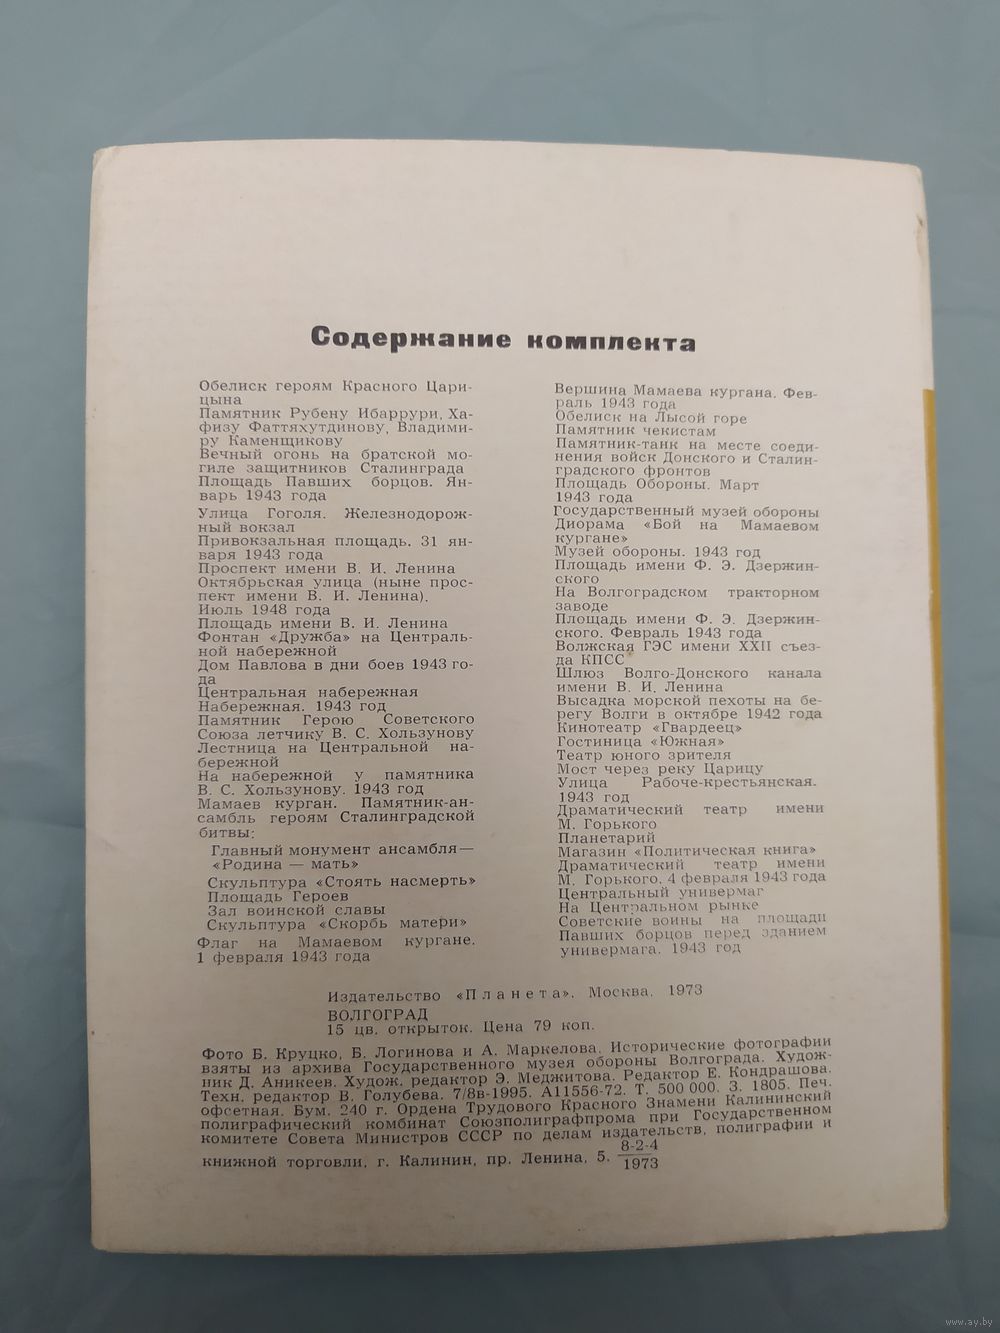 Содержание комплекта
Обелиск героям Красного Цари-
цына
Памятник Рубену Ибаррури, Ха-
физу Фаттяхутдинову, Владими-
ру Каменщикову
Вечный огонь на братской мо-
гиле защитников Сталинграда
Площадь Павших борцов. Ян-
варь 1943 года
Улица Гоголя. Железнодорож-
ный вокзал
Привокзальная площадь. 31 ян-
варя 1943 года
Проспект имени В. И. Ленина
Октябрьская улица (ныне прос-
пект имени В. И. Ленина).
Июль 1948 года
Площадь имени В. И. Ленина
Фонтан «Дружба» на Централь-
ной набережной
Дом Павлова в дни боев 1943 го-
да
Центральная набережная
Набережная. 1943 год
Памятник Герою Советского
Союза летчику В. С. Хользунову
Лестница на Центральной на-
бережной
На набережной у памятника
В. С. Хользунову. 1943 год
Мамаев курган. Памятник-ан-
самбль героям Сталинградской
битвы:
Главный монумент ансамбля—
«Родина — мать»
Скульптура «Стоять насмерть»
Площадь Героев
Зал воинской славы
Скульптура «Скорбь матери»
Флаг на Мамаевом кургане.
1 февраля 1943 года
Вершина Мамаева кургана. Фев-
раль 1943 года
Обелиск на Лысой горе
Памятник чекистам
Памятник-танк на месте соеди-
нения войск Донского и Сталин-
градского фронтов
Площадь Обороны. Март
1943 года
Государственный музей обороны
Диорама «Бой на Мамаевом
кургане»
Музей обороны. 1943 год
Площадь имени Ф. Э. Дзержин-
ского
На Волгоградском тракторном
заводе
Площадь имени Ф. Э. Дзержин-
ского. Февраль 1943 года
Волжская ГЭС имени XXII съез-
да КПСС
Шлюз Волго-Донского канала
имени В. И. Ленина
Высадка морской пехоты на бе-
регу Волги в октябре 1942 года
Кинотеатр «Гвардеец»
Гостиница «Южная»
Театр юного зрителя
Мост через реку Царицу
Улица Рабоче-крестьянская.
1943 год
Драматический театр имени
М. Горького
Планетарий
Магазин «Политическая книга»
Драматический театр имени
М. Горького. 4 февраля 1943 года
Центральный универмаг
На Центральном рынке
Советские воины на площади
Павших борцов перед зданием
универмага. 1943 год
Издательство «Планета». Москва. 1973
ВОЛГОГРАД
15 цв. открыток. Цена 79 коп.
Фото Б. Круцко, Б. Логинова и А. Маркелова. Исторические фотографии
взяты из архива Государственного музея обороны Волгограда. Худож-
ник Д. Аникеев. Худож. редактор Э. Меджитова. Редактор Е. Кондрашова.
Техн. редактор В. Голубева. 7/8в-1995. А11556-72. Т. 500 000. З. 1805. Печ.
офсетная. Бум. 240 г. Ордена Трудового Красного Знамени Калининский
полиграфический комбинат Союзполиграфпрома при Государственном
комитете Совета Министров СССР по делам издательств, полиграфии и
книжной торговли, г. Калинин, пр. Ленина, 5. 8-2-4
1973
www.ay.by